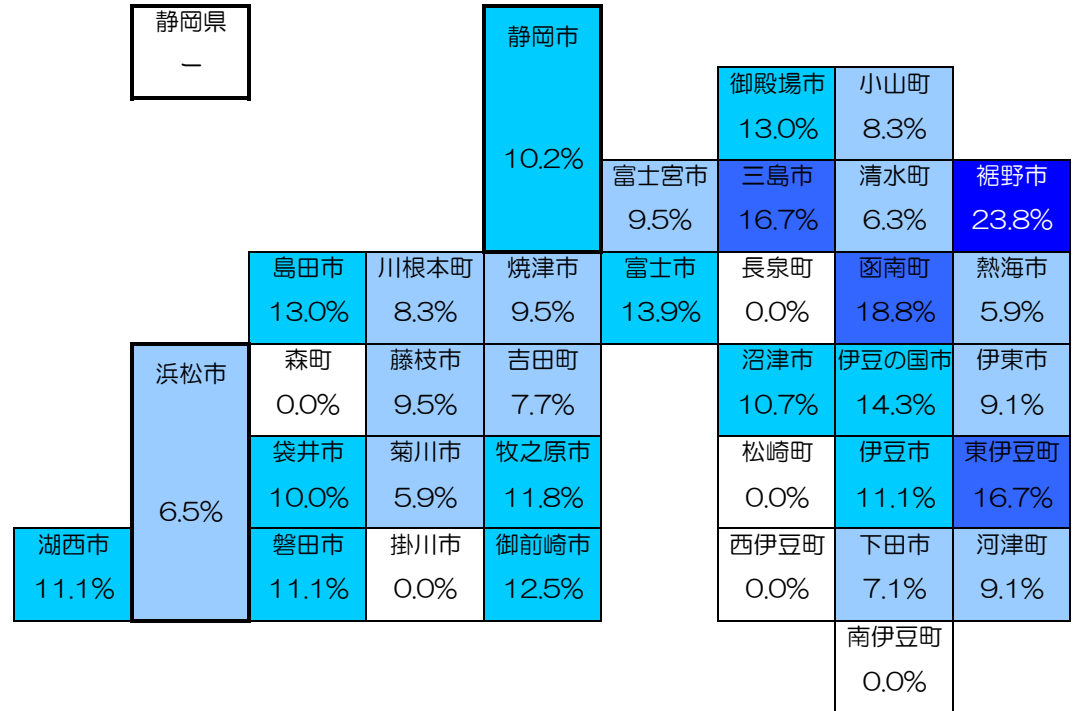 静岡県
ー
静岡市
10.2%
御殿場市
13.0%
小山町
8.3%
富士宮市
9.5%
三島市
16.7%
清水町
6.3%
裾野市
23.8%
島田市
13.0%
川根本町
8.3%
焼津市
9.5%
富士市
13.9%
長泉町
0.0%
函南町
18.8%
熱海市
5.9%
浜松市
6.5%
森町
0.0%
藤枝市
9.5%
吉田町
7.7%
沼津市
10.7%
伊豆の国市
14.3%
伊東市
9.1%
袋井市
10.0%
菊川市
5.9%
牧之原市
11.8%
松崎町
0.0%
伊豆市
11.1%
東伊豆町
16.7%
湖西市
11.1%
磐田市
11.1%
掛川市
0.0%
御前崎市
12.5%
西伊豆町
0.0%
下田市
7.1%
河津町
9.1%
南伊豆町
0.0%